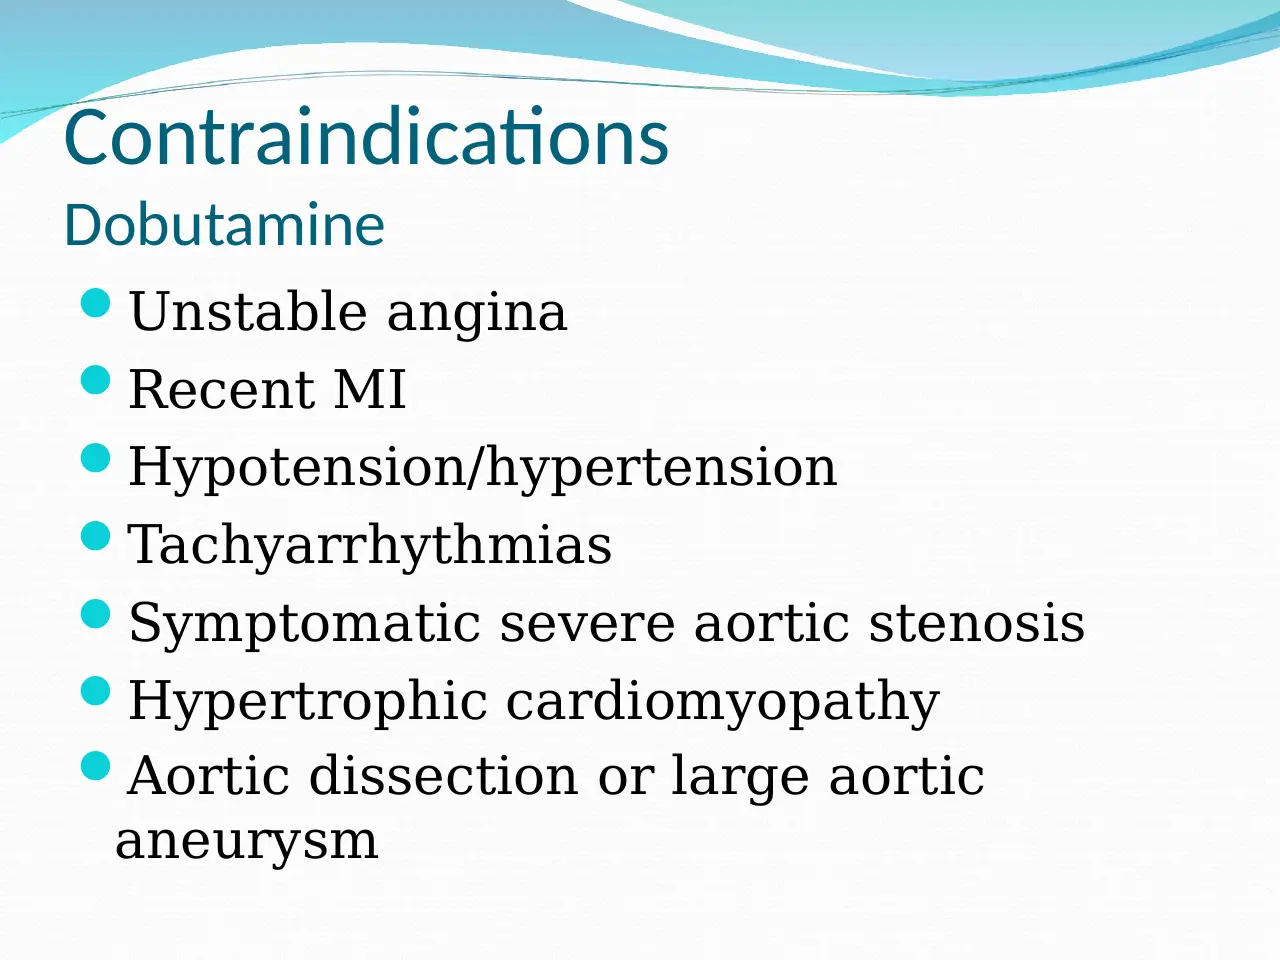 Contraindications
Dobutamine
Unstable angina
Recent MI
Hypotension/hypertension
Tachyarrhythmias
Symptomatic severe aortic stenosis
Hypertrophic cardiomyopathy
Aortic dissection or large aortic
aneurysm